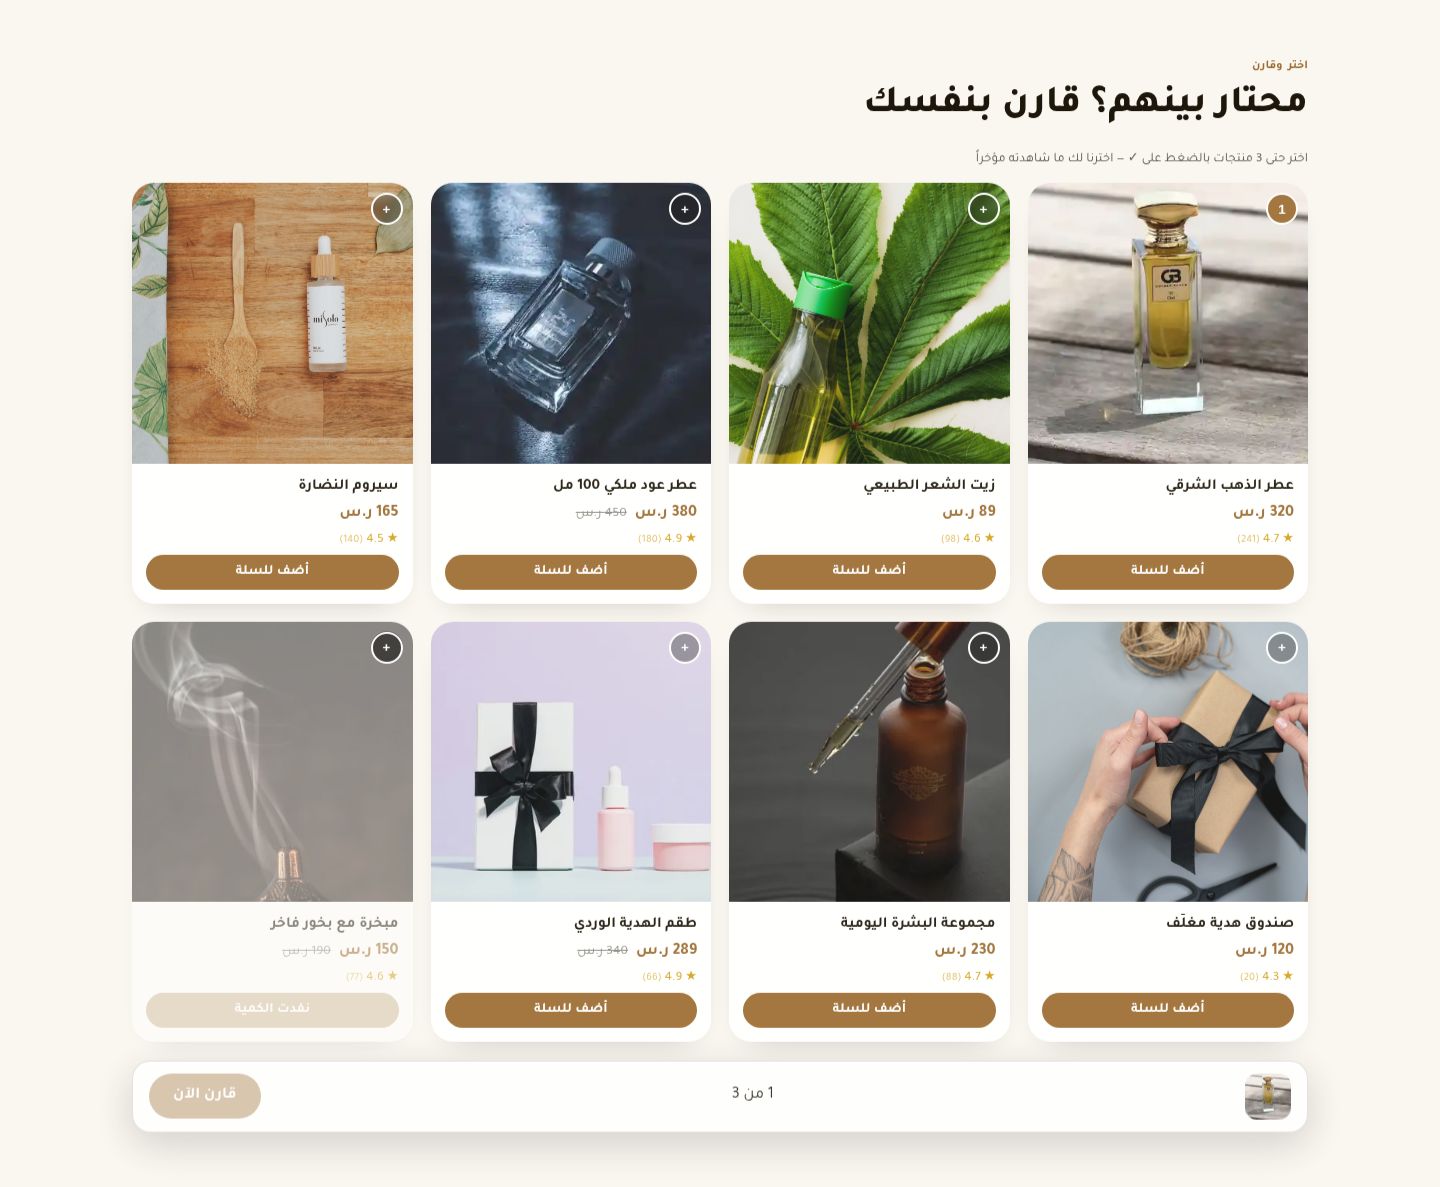 اختر وقارن
محتار بينهم؟ قارن بنفسك
اختر حتى 3 منتجات بالضغط على ✓ – اخترنا لك ما شاهدته مؤخراً
1
+
+
+
GB
miSolo
عطر الذهب الشرقي
320 ر.س
★ 4.7 (241)
أضف للسلة
زيت الشعر الطبيعي
89 ر.س
★ 4.6 (98)
أضف للسلة
عطر عود ملكي 100 مل
380 ر.س 450 ر.س
★ 4.9 (180)
أضف للسلة
سيروم النضارة
165 ر.س
★ 4.5 (140)
أضف للسلة
+
+
+
+
صندوق هدية مغلّف
120 ر.س
★ 4.3 (20)
أضف للسلة
مجموعة البشرة اليومية
230 ر.س
★ 4.7 (88)
أضف للسلة
طقم الهدية الوردي
289 ر.س 340 ر.س
★ 4.9 (66)
أضف للسلة
مبخرة مع بخور فاخر
150 ر.س 190 ر.س
★ 4.6 (77)
نفدت الكمية
1 من 3
قارن الآن